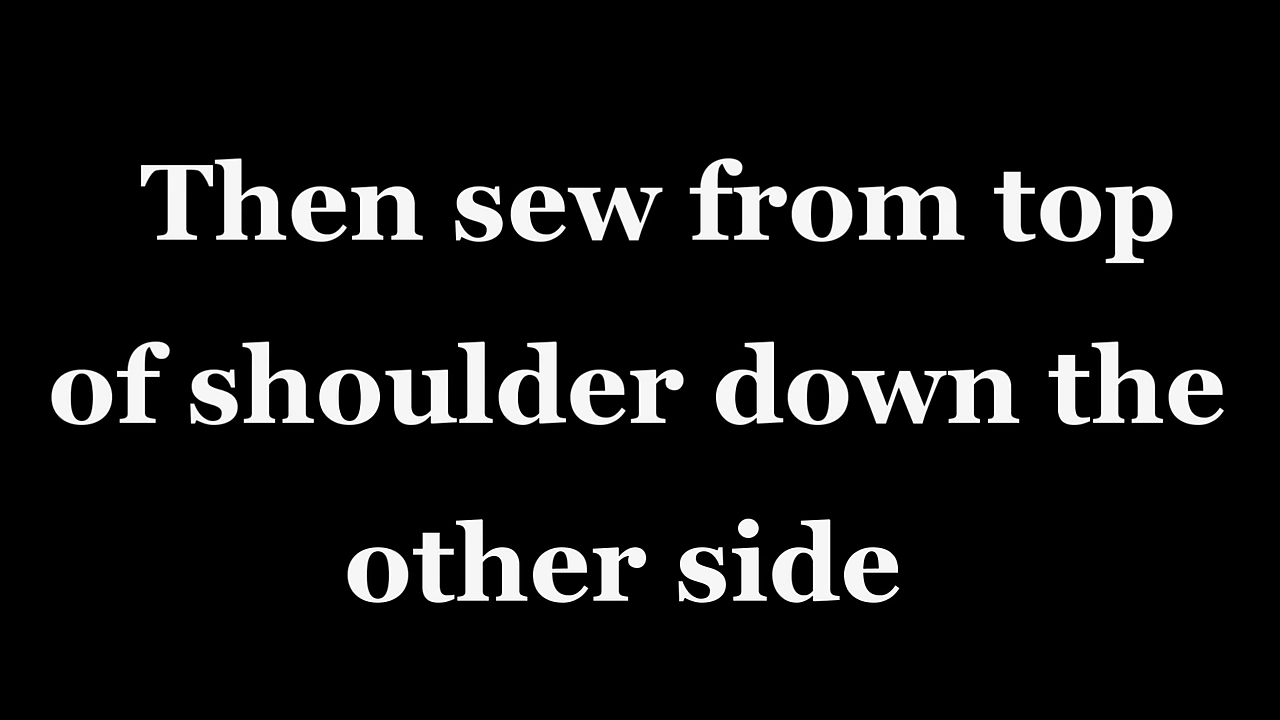 Then sew from top
of shoulder down the
other side